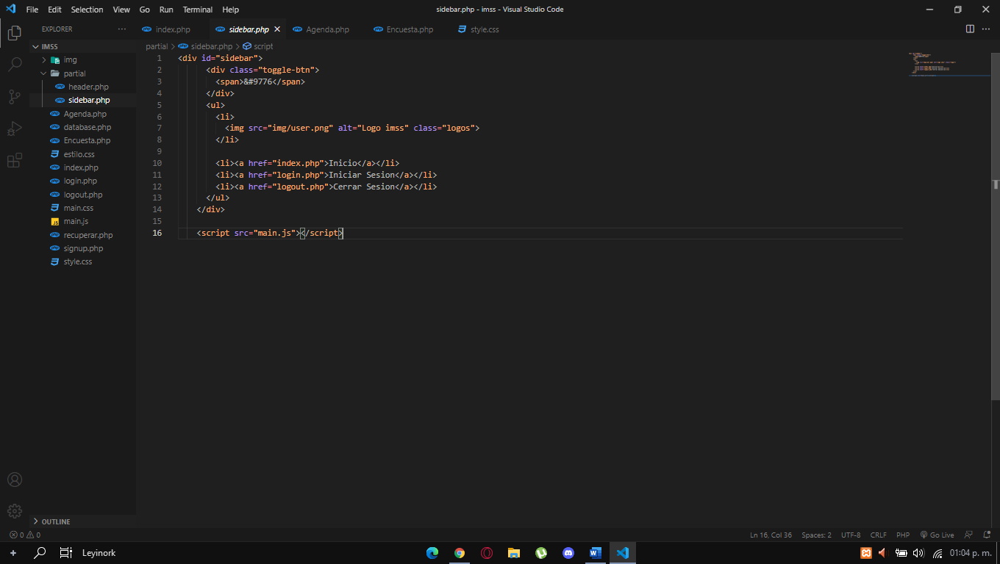 File Edit Selection View Go Run Terminal Help sidebar.php - imss - Visual Studio Code
EXPLORER ··· index.php sidebar.php Agenda.php Encuesta.php style.css
IMSS
img
partial
header.php
sidebar.php
Agenda.php
database.php
Encuesta.php
estilo.css
index.php
login.php
logout.php
main.css
main.js
recuperar.php
signup.php
style.css
OUTLINE
partial > sidebar.php > script
1 <div id="sidebar">
2 <div class="toggle-btn">
3 <span>&#9776</span>
4 </div>
5 <ul>
6 <li>
7 <img src="img/user.png" alt="Logo imss" class="logos">
8 </li>
9
10 <li><a href="index.php">Inicio</a></li>
11 <li><a href="login.php">Iniciar Sesion</a></li>
12 <li><a href="logout.php">Cerrar Sesion</a></li>
13 </ul>
14 </div>
15
16 <script src="main.js"></script>
0 0 Ln 16, Col 36 Spaces: 2 UTF-8 CRLF PHP Go Live
Leyinork 01:04 p. m.